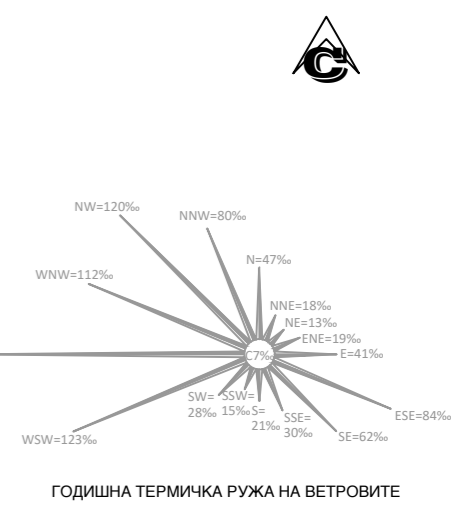 C
NW=120‰
NNW=80‰
N=47‰
WNW=112‰
NNE=18‰
NE=13‰
ENE=19‰
C7‰
E=41‰
SW=
28‰
SSW=
15‰
S=
21‰
SSE=
30‰
ESE=84‰
WSW=123‰
SE=62‰
ГОДИШНА ТЕРМИЧКА РУЖА НА ВЕТРОВИТЕ